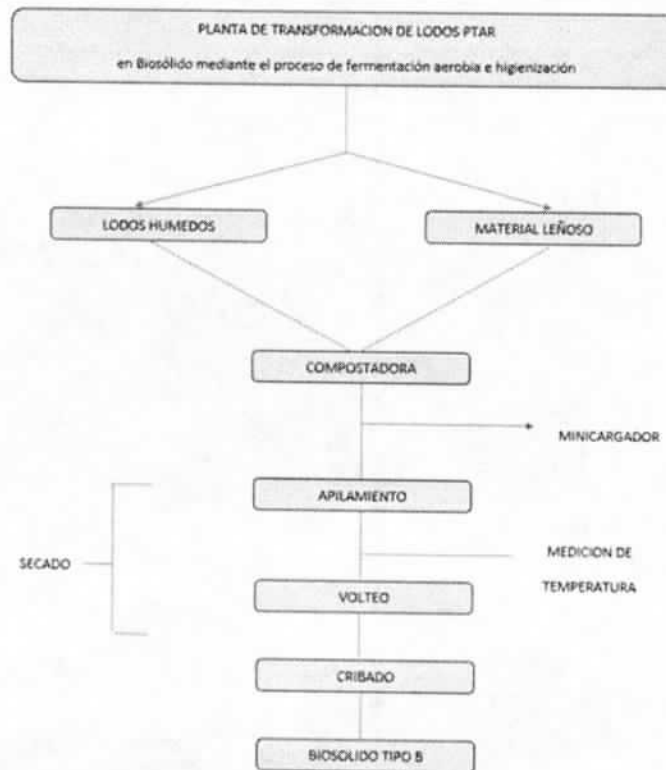 PLANTA DE TRANSFORMACION DE LODOS PTAR
en Biosólido mediante el proceso de fermentación aerobia e higienización
LODOS HUMEDOS
MATERIAL LEÑOSO
COMPOSTADORA
MINICARGADOR
APILAMIENTO
SECADO
MEDICION DE
TEMPERATURA
VOLTEO
CRIBADO
BIOSOLIDO TIPO B